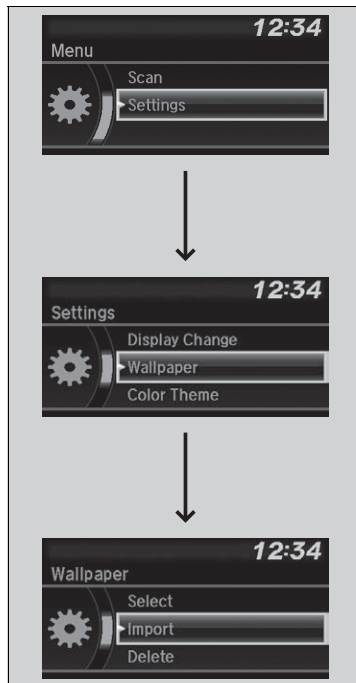 12:34
Menu
Scan
Settings
12:34
Settings
Display Change
Wallpaper
Color Theme
12:34
Wallpaper
Select
Import
Delete